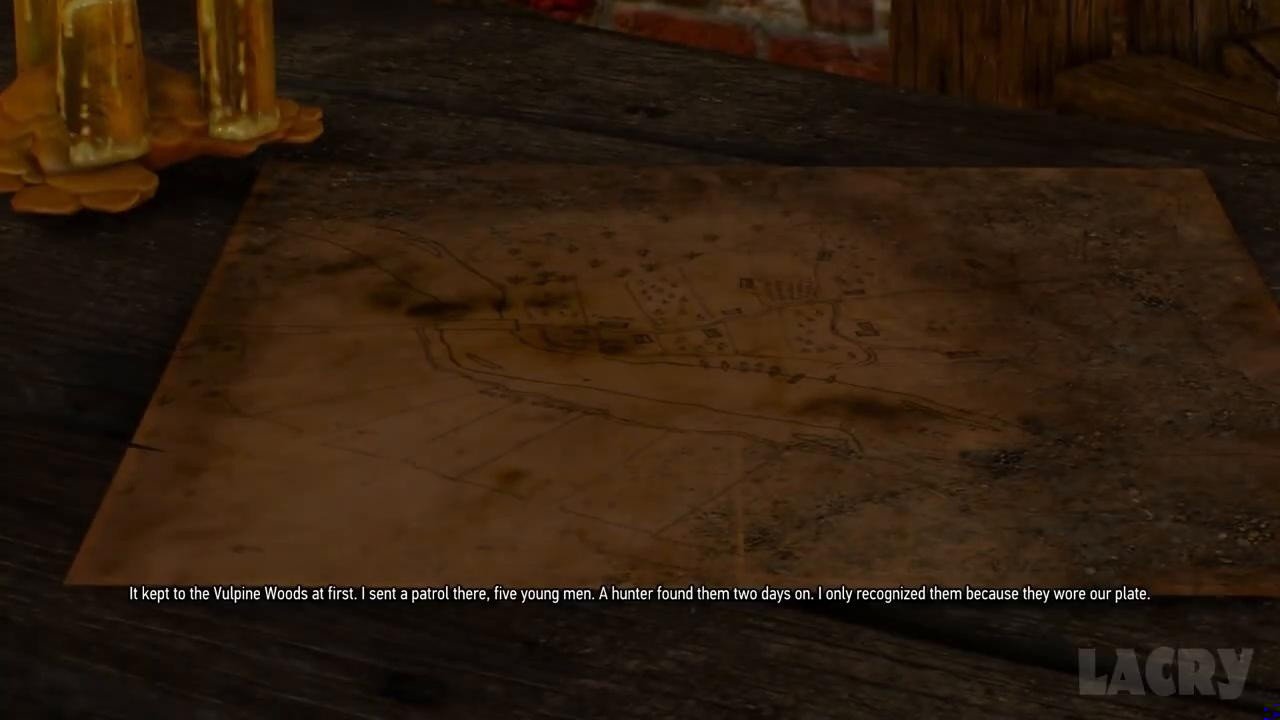 It kept to the Vulpine Woods at first. I sent a patrol there, five young men. A hunter found them two days on. I only recognized them because they wore our plate.
LACRY